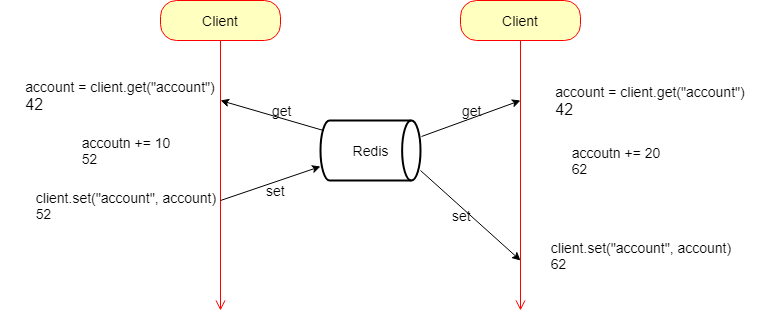 Client
Client
account = client.get("account")
42
get
get
account = client.get("account")
42
accoutn += 10
52
Redis
accoutn += 20
62
client.set("account", account)
52
set
set
client.set("account", account)
62